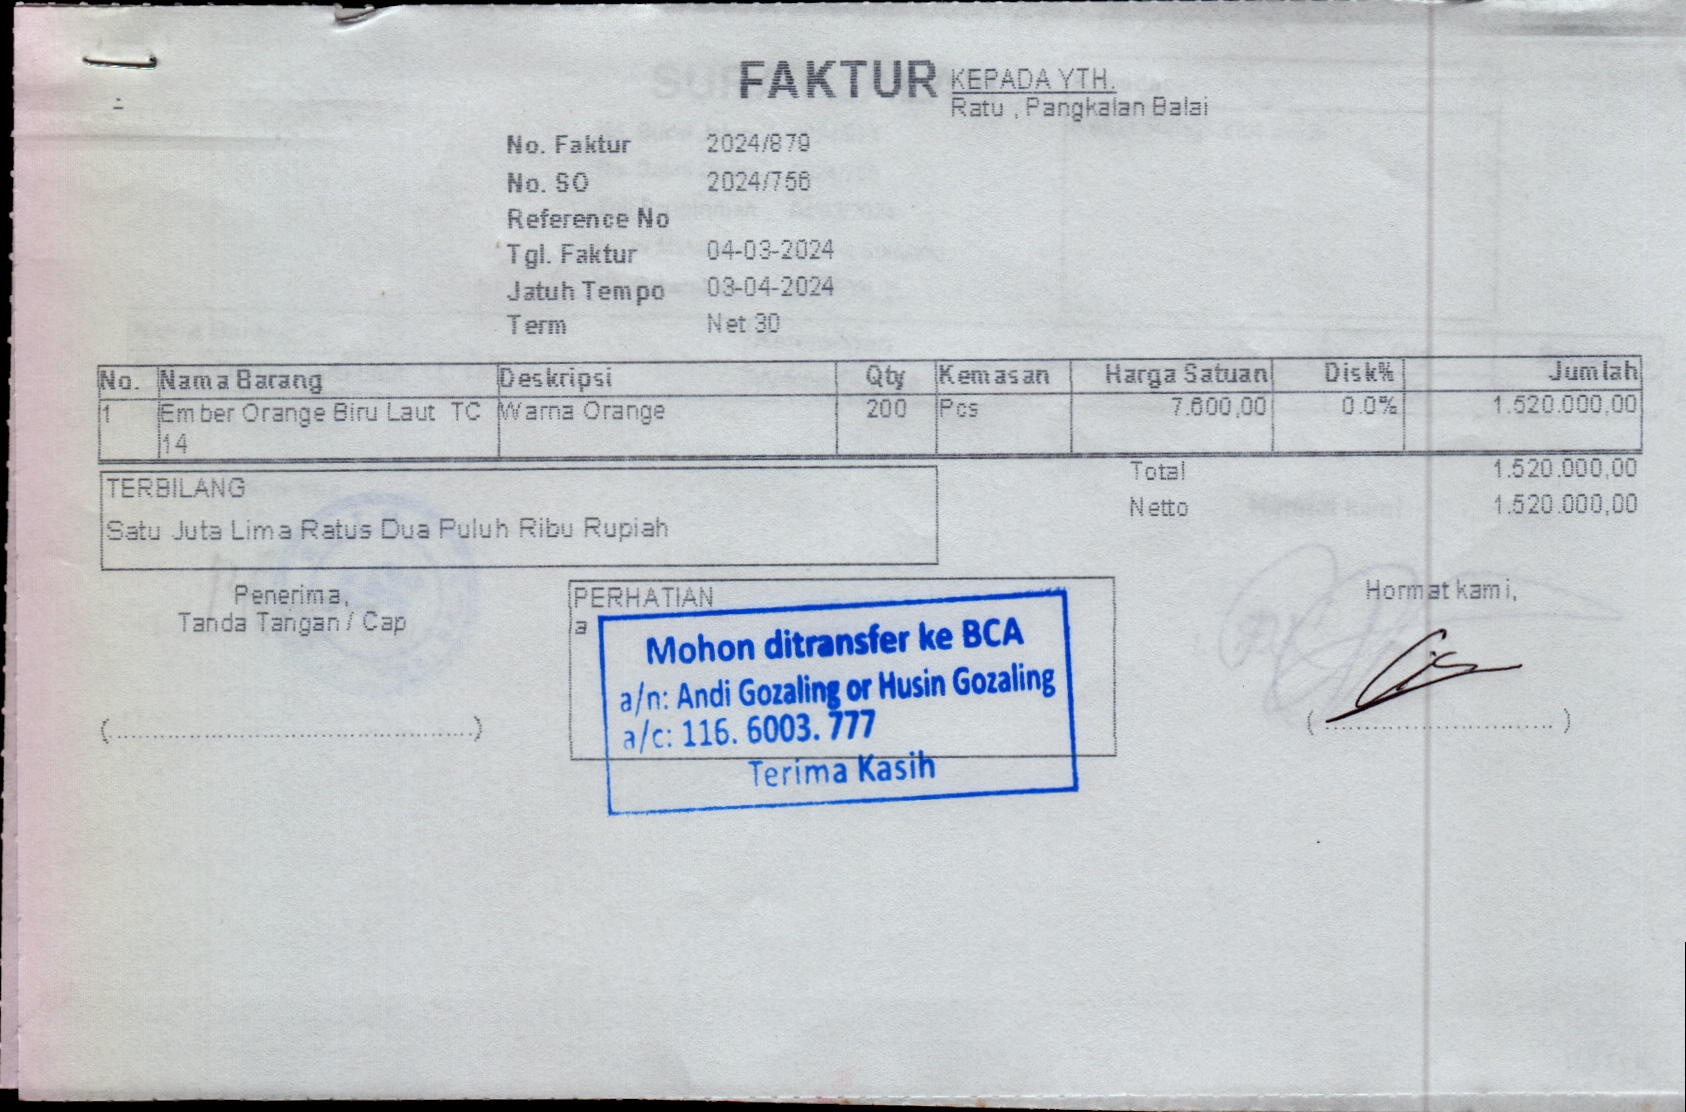 FAKTUR
KEPADA YTH.
Ratu , Pangkalan Balai
No. Faktur 2024/879
No. SO 2024/756
Reference No
Tgl. Faktur 04-03-2024
Jatuh Tempo 03-04-2024
Term Net 30
No. Nama Barang Deskripsi Qty Kemasan Harga Satuan Disk% Jumlah
1 Ember Orange Biru Laut TC Warna Orange 200 Pcs 7.600,00 0.0% 1.520.000,00
14
Total 1.520.000,00
Netto 1.520.000,00
TERBILANG
Satu Juta Lima Ratus Dua Puluh Ribu Rupiah
Penerima,
Tanda Tangan / Cap
(..................................................)
PERHATIAN
a
Mohon ditransfer ke BCA
a/n: Andi Gozaling or Husin Gozaling
a/c: 116. 6003. 777
Terima Kasih
Hormat kami,
(.................................. )